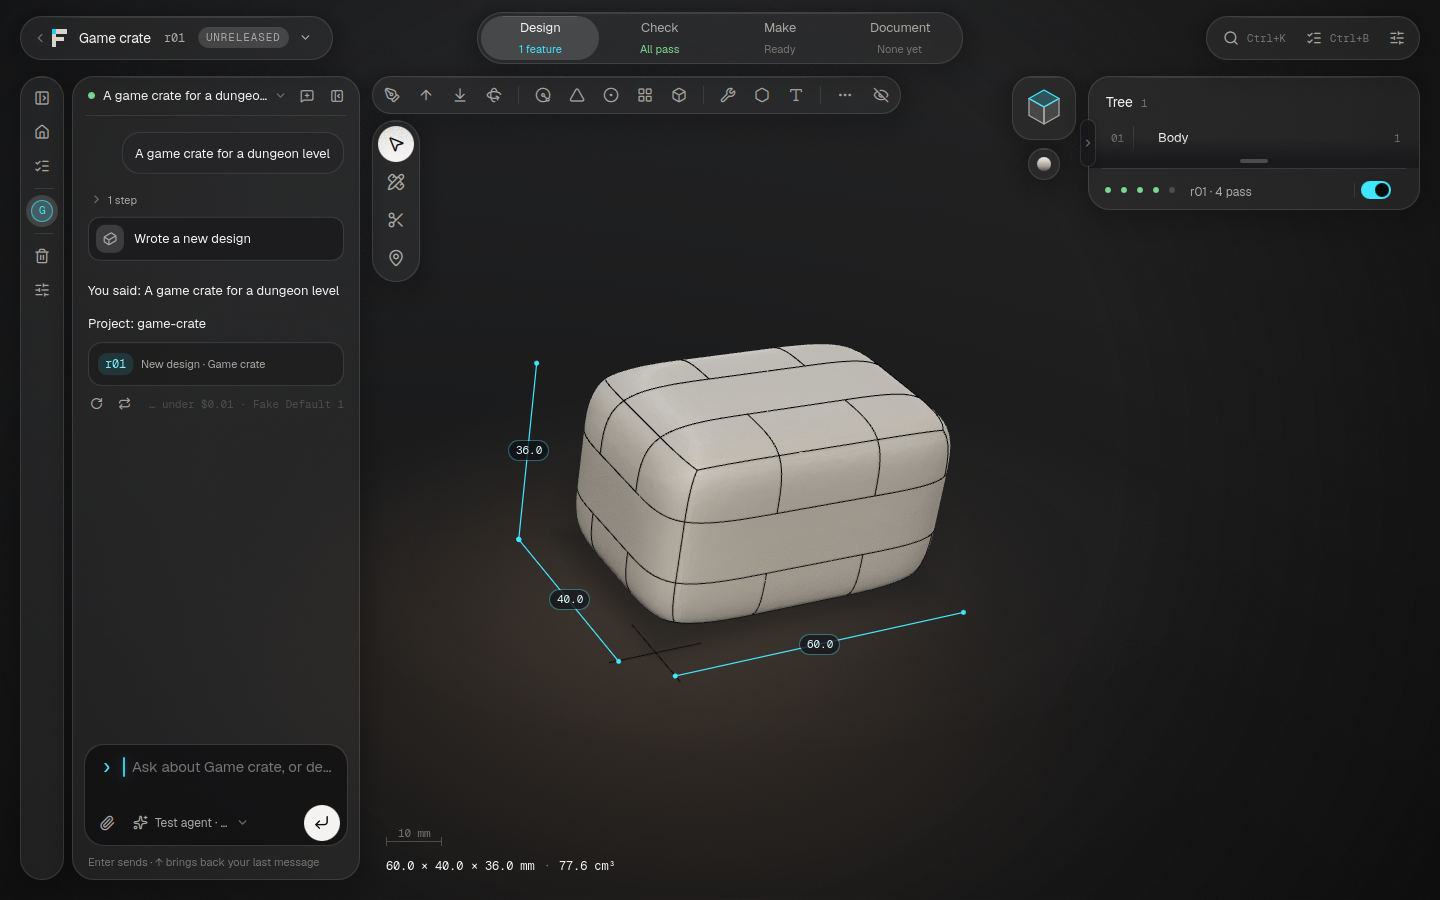 Game crate r01 UNRELEASED
Design
1 feature
Check
All pass
Make
Ready
Document
None yet
Ctrl+K
Ctrl+B
A game crate for a dungeo…
A game crate for a dungeon level
1 step
G
Wrote a new design
You said: A game crate for a dungeon level
Project: game-crate
r01 New design · Game crate
… under $0.01 · Fake Default 1
Ask about Game crate, or de…
Test agent · …
Enter sends · ↑ brings back your last message
Tree 1
01 Body 1
r01 · 4 pass
36.0
40.0
60.0
10 mm
60.0 × 40.0 × 36.0 mm · 77.6 cm³